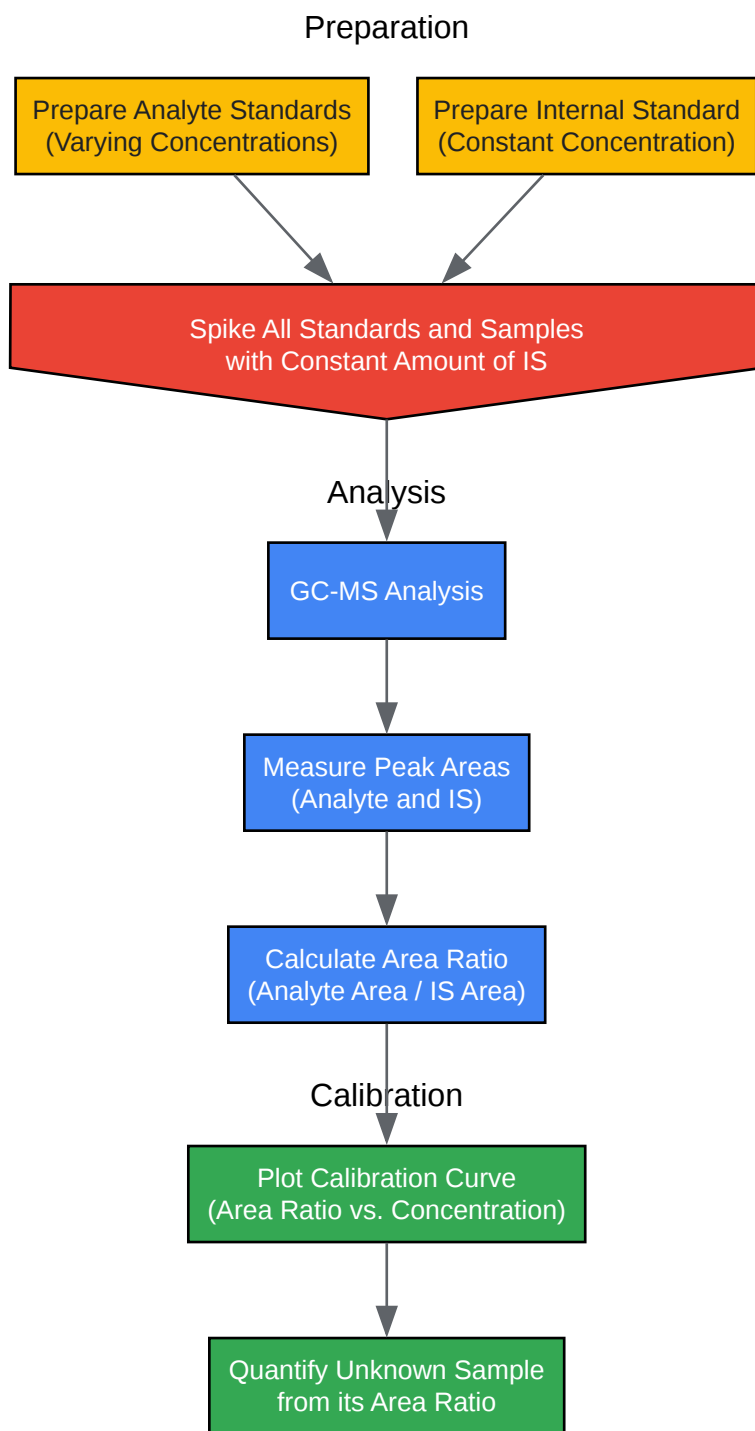 Preparation
Prepare Analyte Standards
(Varying Concentrations)
Prepare Internal Standard
(Constant Concentration)
Spike All Standards and Samples
with Constant Amount of IS
Analysis
GC-MS Analysis
Measure Peak Areas
(Analyte and IS)
Calculate Area Ratio
(Analyte Area / IS Area)
Calibration
Plot Calibration Curve
(Area Ratio vs. Concentration)
Quantify Unknown Sample
from its Area Ratio